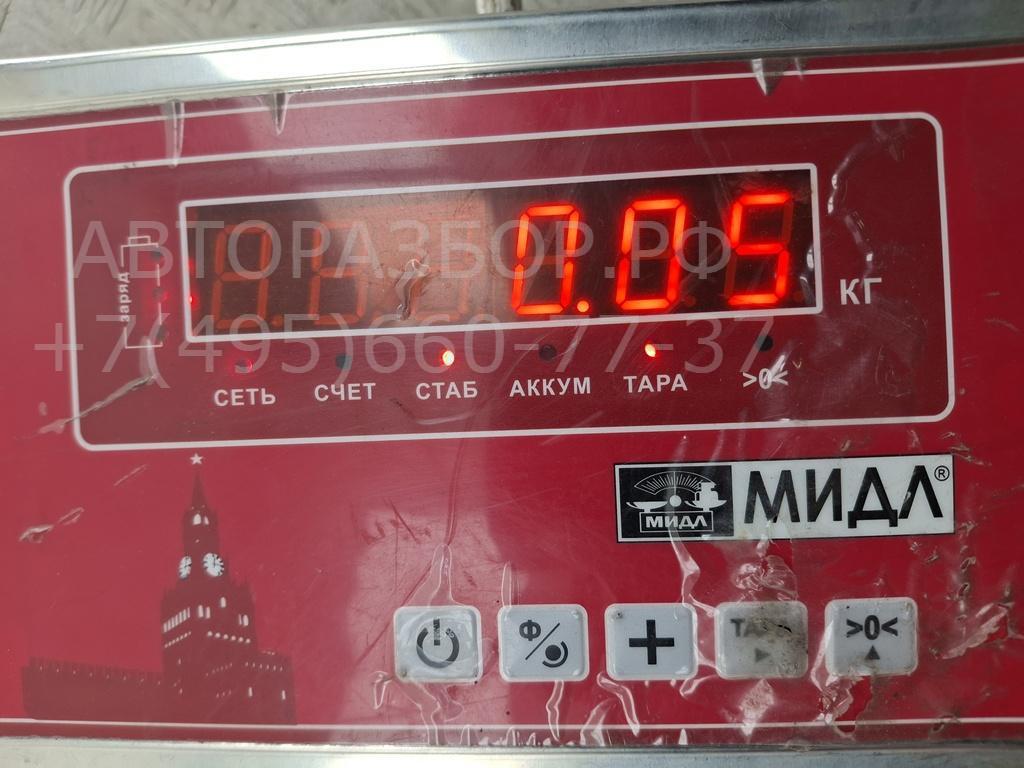 АВТОРАЗБОР.РФ
+7(495)660-77-37
0.05
заряд
КГ
СЕТЬ СЧЕТ СТАБ АККУМ ТАРА >0<
МИДЛ МИДЛ®
Ф
+
>0<